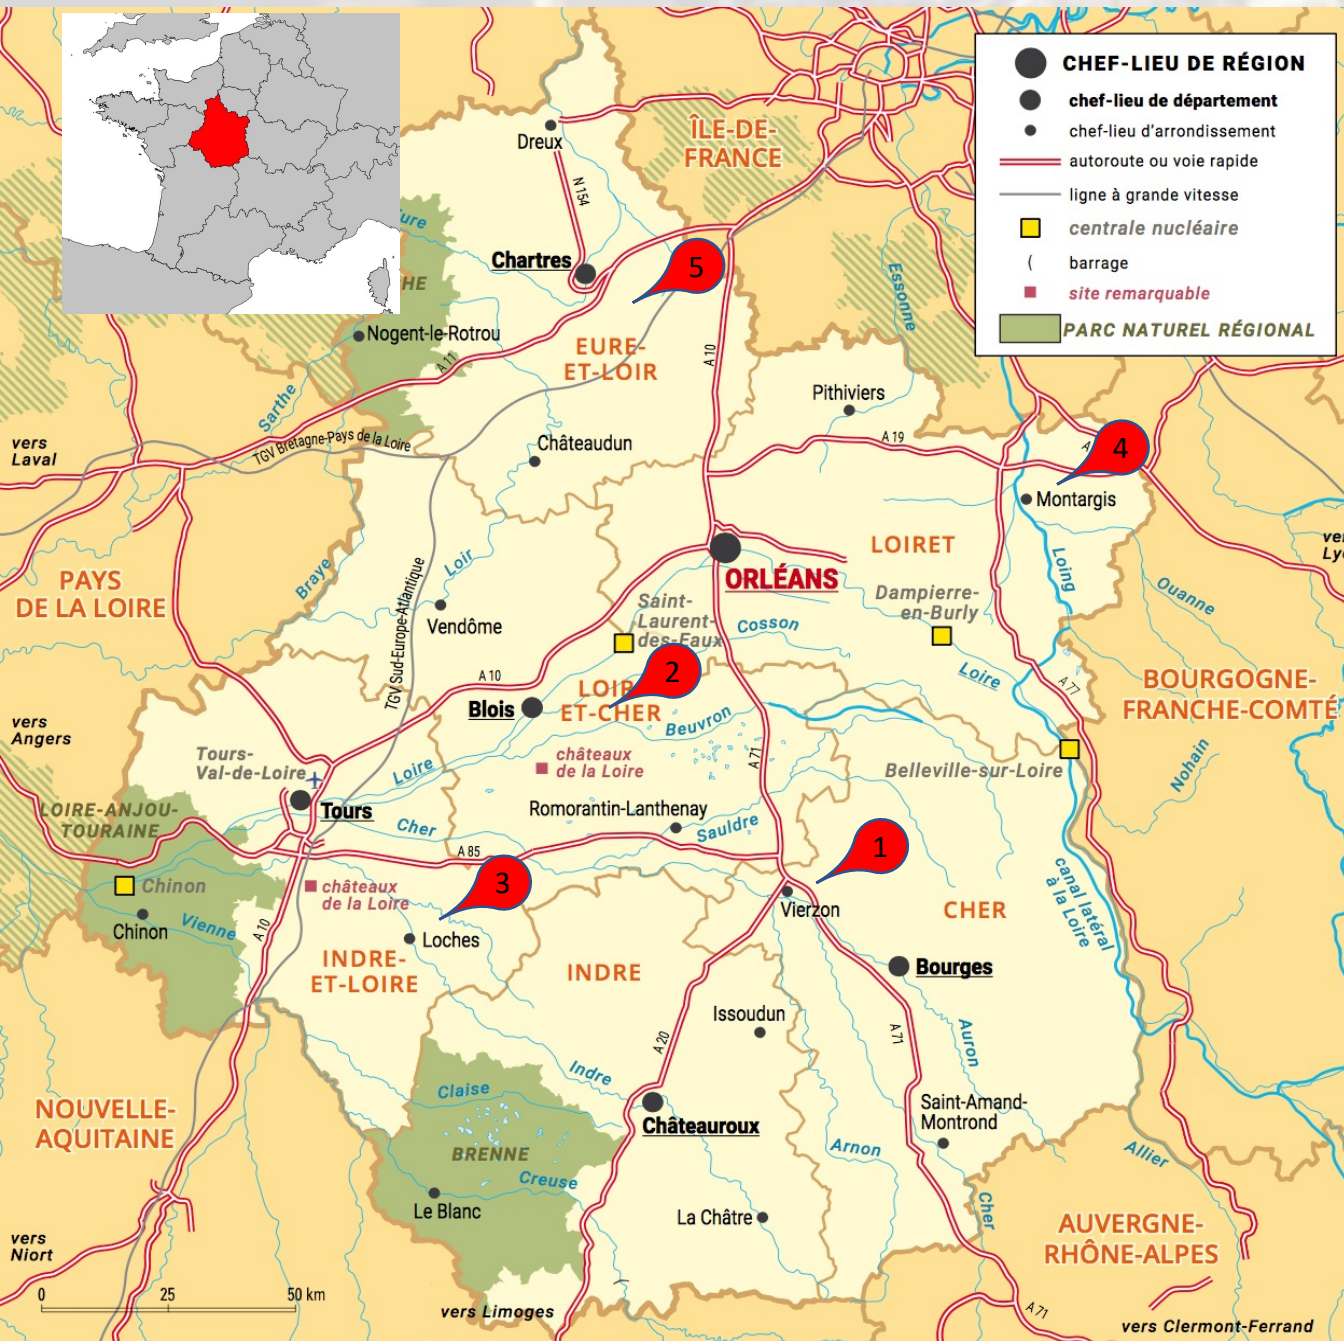 CHEF-LIEU DE RÉGION
chef-lieu de département
chef-lieu d'arrondissement
autoroute ou voie rapide
ligne à grande vitesse
centrale nucléaire
barrage
site remarquable
PARC NATUREL RÉGIONAL
ÎLE-DE-
FRANCE
Dreux
N 154
Eure
Chartres
5
Essonne
HE
Nogent-le-Rotrou
EURE-
ET-LOIR
A 10
A 11
Sarthe
Pithiviers
vers
Laval
TGV Bretagne-Pays de la Loire
Châteaudun
A 19
A
4
Montargis
PAYS
DE LA LOIRE
Braye
Loir
TGV Sud-Europe-Atlantique
Vendôme
ORLÉANS
LOIRET
Loing
Ouanne
Saint-
Laurent-
des-Eaux
Cosson
Dampierre-
en-Burly
Loire
A 77
BOURGOGNE-
FRANCHE-COMTÉ
A 10
2
LOIR
ET-CHER
Blois
Beuvron
vers
Angers
Tours-
Val-de-Loire
Loire
châteaux
de la Loire
A 71
Belleville-sur-Loire
Nohain
LOIRE-ANJOU-
TOURAINE
Tours
Cher
Romorantin-Lanthenay
Sauldre
A 85
1
3
Chinon
châteaux
de la Loire
Chinon
Vienne
A 10
Loches
Vierzon
CHER
canal latéral
à la Loire
INDRE-
ET-LOIRE
INDRE
Bourges
Issoudun
A 20
A 71
Auron
Indre
Claise
NOUVELLE-
AQUITAINE
Châteauroux
Saint-Amand-
Montrond
BRENNE
Creuse
Arnon
Allier
Le Blanc
La Châtre
Cher
AUVERGNE-
RHÔNE-ALPES
vers
Niort
0 25 50 km
vers Limoges
A 71
vers Clermont-Ferrand